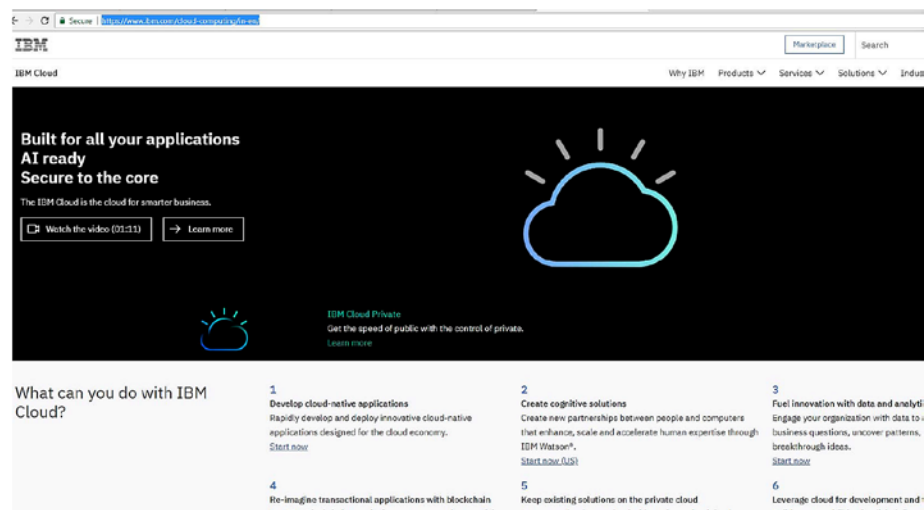 Secure | https://www.ibm.com/cloud-computing/in-en/
IBM
Marketplace
Search
IBM Cloud
Why IBM Products Services Solutions Indus
Built for all your applications
AI ready
Secure to the core
The IBM Cloud is the cloud for smarter business.
Watch the video (01:11) Learn more
IBM Cloud Private
Get the speed of public with the control of private.
Learn more
What can you do with IBM
Cloud?
1
Develop cloud-native applications
Rapidly develop and deploy innovative cloud-native
applications designed for the cloud economy.
Start now
2
Create cognitive solutions
Create new partnerships between people and computers
that enhance, scale and accelerate human expertise through
IBM Watson®.
Start now (US)
3
Fuel innovation with data and analyti
Engage your organization with data to
business questions, uncover patterns,
breakthrough ideas.
Start now
4
Re-imagine transactional applications with blockchain
5
Keep existing solutions on the private cloud
6
Leverage cloud for development and